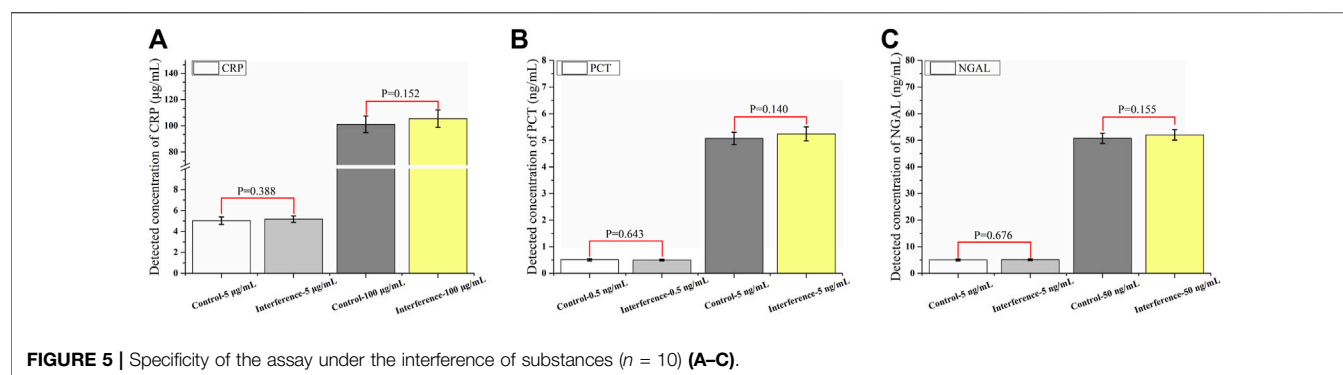 A
CRP
Detected concentration of CRP (μg/mL)
140
120
100
80
8
6
4
2
0
P=0.388
P=0.152
Control-5 μg/mL
Interference-5 μg/mL
Control-100 μg/mL
Interference-100 μg/mL
B
PCT
Detected concentration of PCT (ng/mL)
8
7
6
5
4
3
2
1
0
P=0.643
P=0.140
Control-0.5 ng/mL
Interference-0.5 ng/mL
Control-5 ng/mL
Interference-5 ng/mL
C
NGAL
Detected concentration of NGAL (ng/mL)
80
70
60
50
40
30
20
10
0
P=0.676
P=0.155
Control-5 ng/mL
Interference-5 ng/mL
Control-50 ng/mL
Interference-50 ng/mL
FIGURE 5 | Specificity of the assay under the interference of substances (n = 10) (A–C).